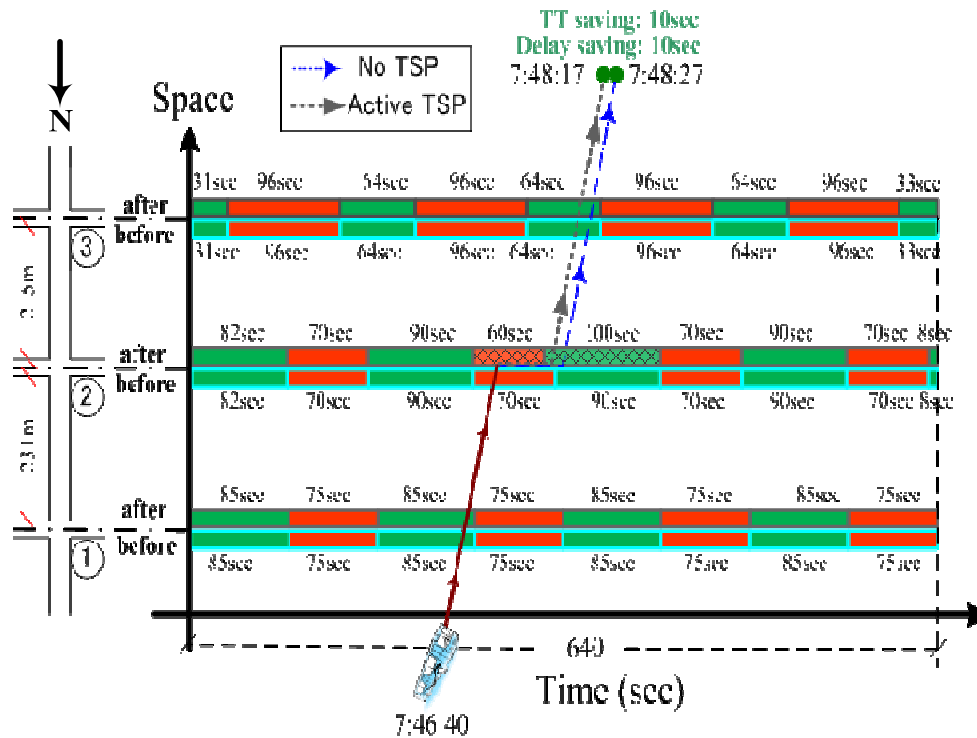 TT saving: 10sec
Delay saving: 10sec
7:48:17 7:48:27
No TSP
Active TSP
N
Space
31sec 96sec 64sec 96sec 64sec 96sec 64sec 96sec 33sec
after
before
3
31sec 96sec 64sec 96sec 64sec 96sec 64sec 96sec 33sec
82sec 70sec 90sec 60sec 100sec 70sec 90sec 70sec 8sec
after
before
2
82sec 70sec 90sec 70sec 90sec 70sec 90sec 70sec 8sec
231m
85sec 75sec 85sec 75sec 85sec 75sec 85sec 75sec
after
before
1
85sec 75sec 85sec 75sec 85sec 75sec 85sec 75sec
640
Time (sec)
7:46 40